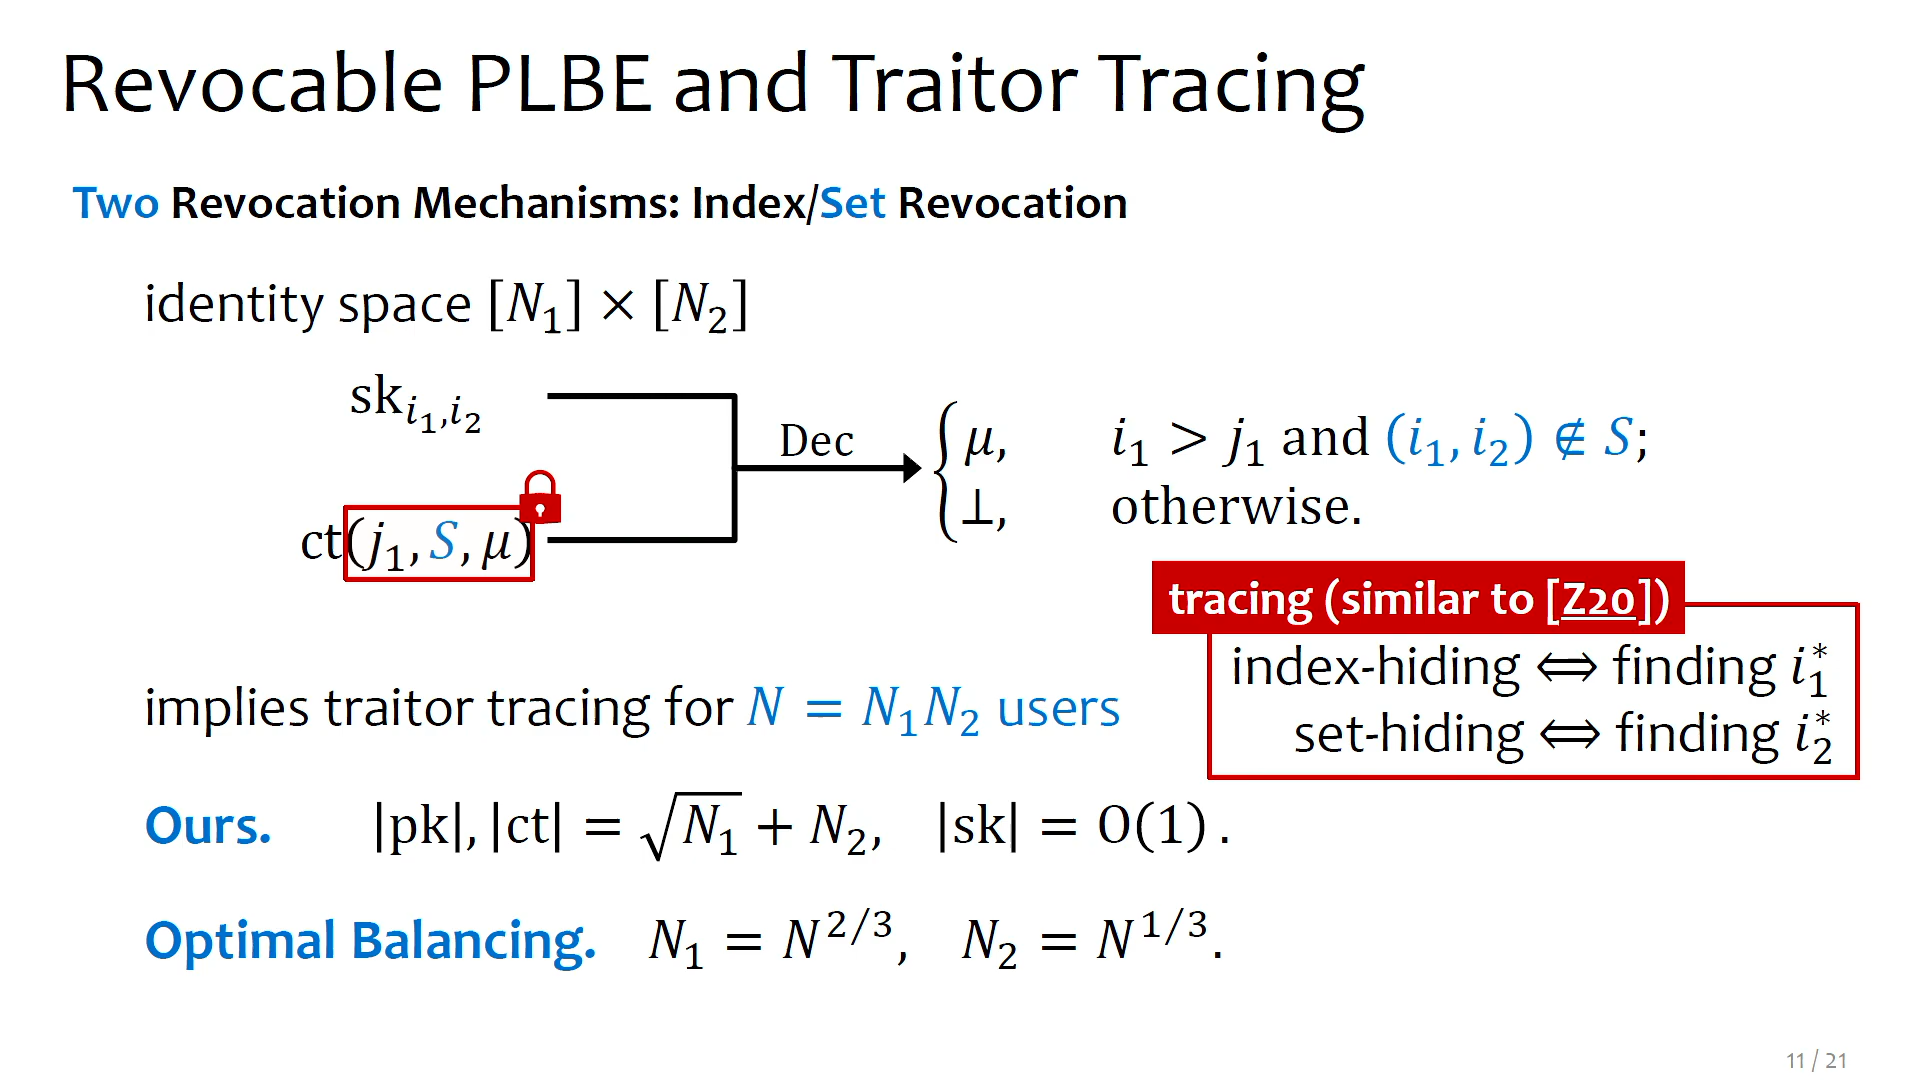 Revocable PLBE and Traitor Tracing
Two Revocation Mechanisms: Index/Set Revocation
identity space [N₁] × [N₂]
sk_{i₁,i₂}
Dec
ct(j₁, S, μ)
μ, i₁ > j₁ and (i₁, i₂) ∉ S;
⊥, otherwise.
tracing (similar to [Z20])
index-hiding ⟺ finding i₁*
set-hiding ⟺ finding i₂*
implies traitor tracing for N = N₁N₂ users
Ours. |pk|, |ct| = √N₁ + N₂, |sk| = O(1).
Optimal Balancing. N₁ = N^{2/3}, N₂ = N^{1/3}.
11 / 21